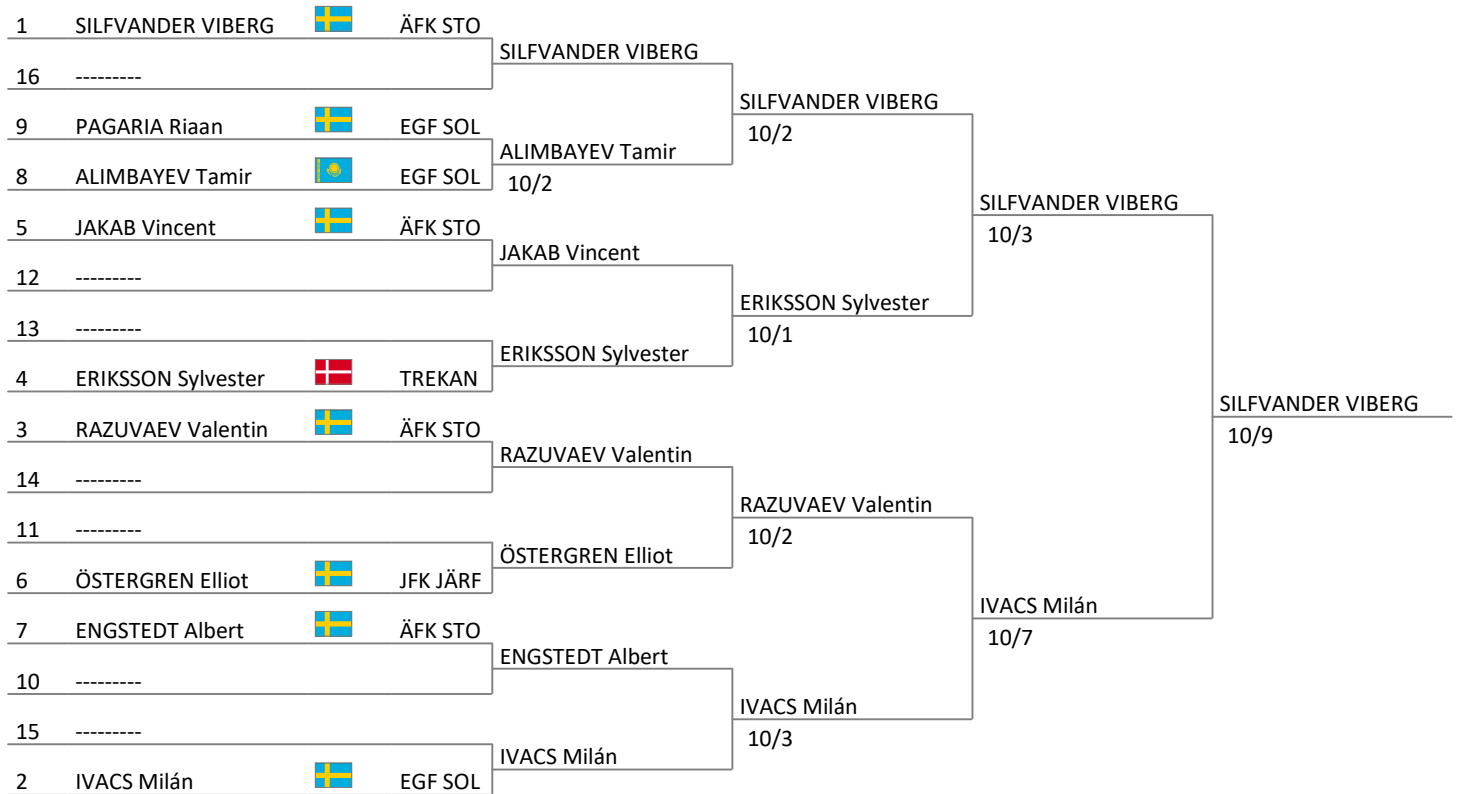 1 SILFVANDER VIBERG ÄFK STO
16 ---------
9 PAGARIA Riaan EGF SOL
8 ALIMBAYEV Tamir EGF SOL
5 JAKAB Vincent ÄFK STO
12 ---------
13 ---------
4 ERIKSSON Sylvester TREKAN
3 RAZUVAEV Valentin ÄFK STO
14 ---------
11 ---------
6 ÖSTERGREN Elliot JFK JÄRF
7 ENGSTEDT Albert ÄFK STO
10 ---------
15 ---------
2 IVACS Milán EGF SOL
SILFVANDER VIBERG
ALIMBAYEV Tamir
10/2
JAKAB Vincent
ERIKSSON Sylvester
RAZUVAEV Valentin
ÖSTERGREN Elliot
ENGSTEDT Albert
IVACS Milán
SILFVANDER VIBERG
10/2
ERIKSSON Sylvester
10/1
RAZUVAEV Valentin
10/2
IVACS Milán
10/3
SILFVANDER VIBERG
10/3
IVACS Milán
10/7
SILFVANDER VIBERG
10/9